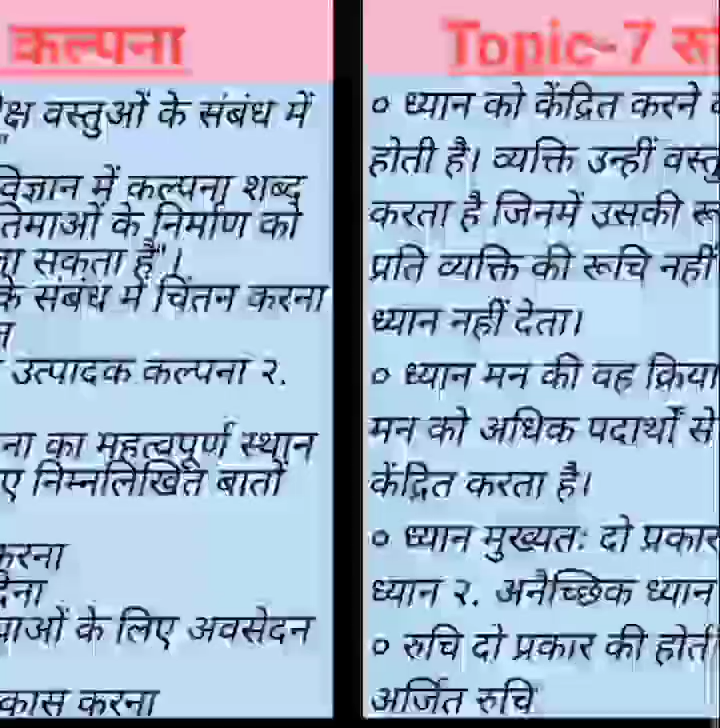 कल्पना
वस्तुओं के संबंध में
विज्ञान में कल्पना शब्द
के निर्माण को
सकता है"।
के संबंध में चिंतन करना
उत्पादक कल्पना २.
का महत्वपूर्ण स्थान
निम्नलिखित बातों
करना
देना
के लिए अवसेदन
करना
Topic-7
० ध्यान को केंद्रित करने
होती है। व्यक्ति उन्हीं
करता है जिनमें उसकी
प्रति व्यक्ति की रूचि नहीं
ध्यान नहीं देता।
० ध्यान मन की वह क्रिया
मन को अधिक पदार्थों से
केंद्रित करता है।
० ध्यान मुख्यतः दो प्रकार
ध्यान २. अनैच्छिक ध्यान
० रुचि दो प्रकार की
अर्जित रुचि